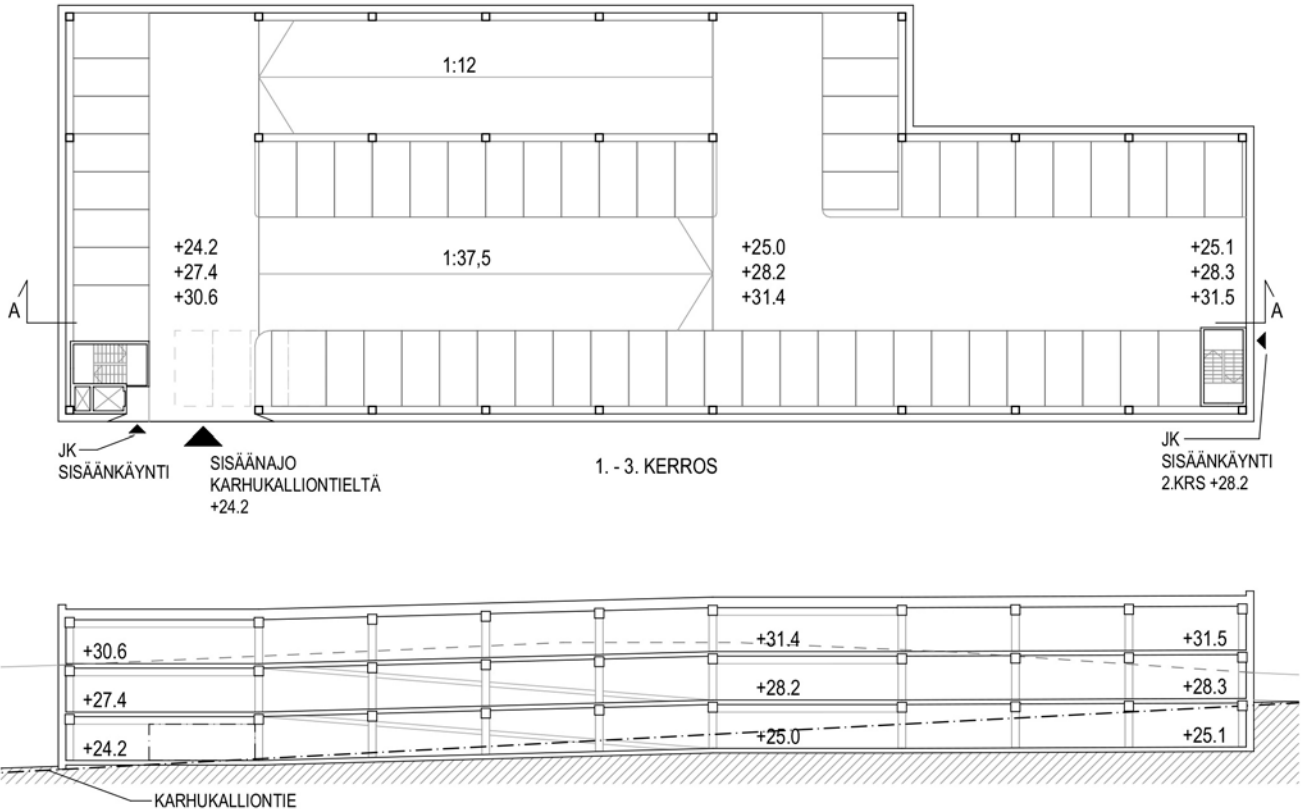 1:12
+24.2
+27.4
+30.6
1:37,5
+25.0
+28.2
+31.4
+25.1
+28.3
+31.5
A
A
JK
SISÄÄNKÄYNTI
SISÄÄNAJO
KARHUKALLIONTIELTÄ
+24.2
1. - 3. KERROS
JK
SISÄÄNKÄYNTI
2.KRS +28.2
+30.6
+31.4
+31.5
+27.4
+28.2
+28.3
+24.2
+25.0
+25.1
KARHUKALLIONTIE